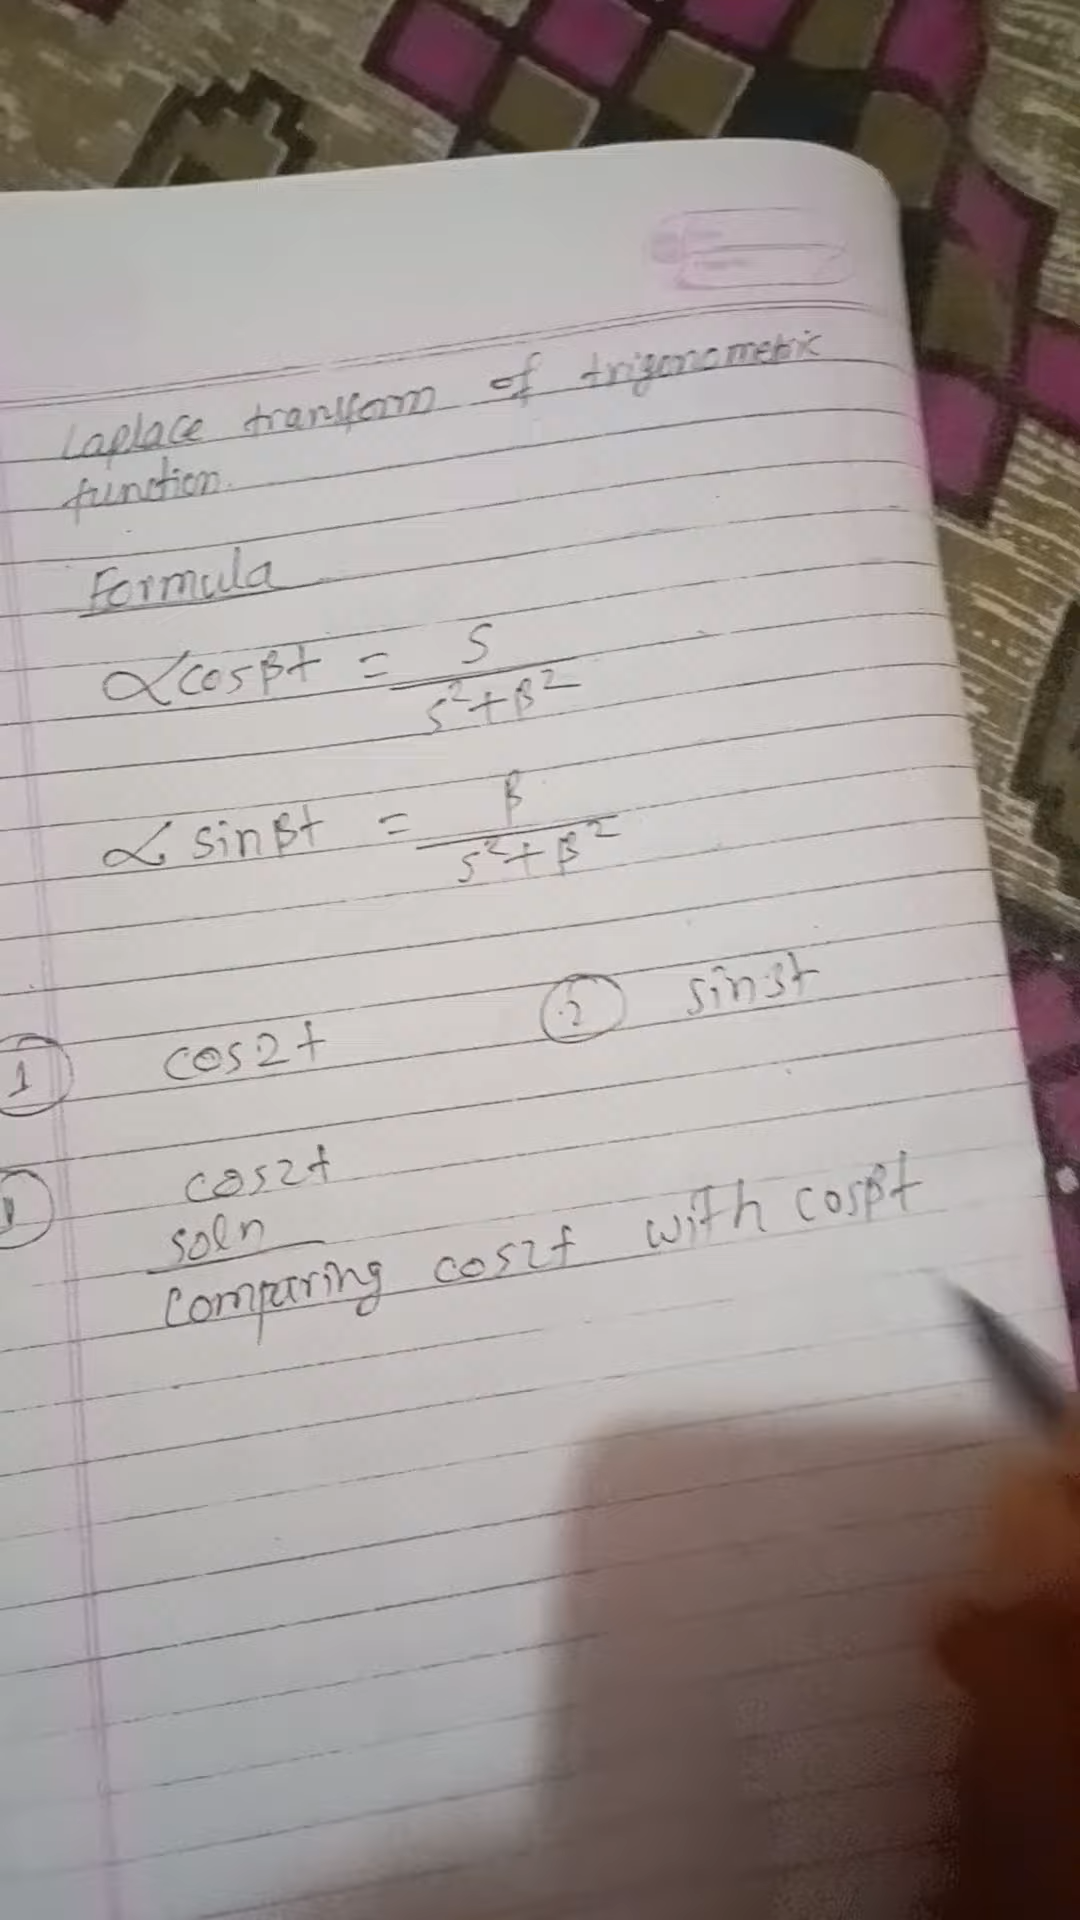 Laplace transform of trigonometric
function.
Formula
αcosβt = s / s²+β²
α sinβt = β / s²+β²
1 cos2t 2 sin3t
1 cos2t
soln
comparing cos2t with cosβt